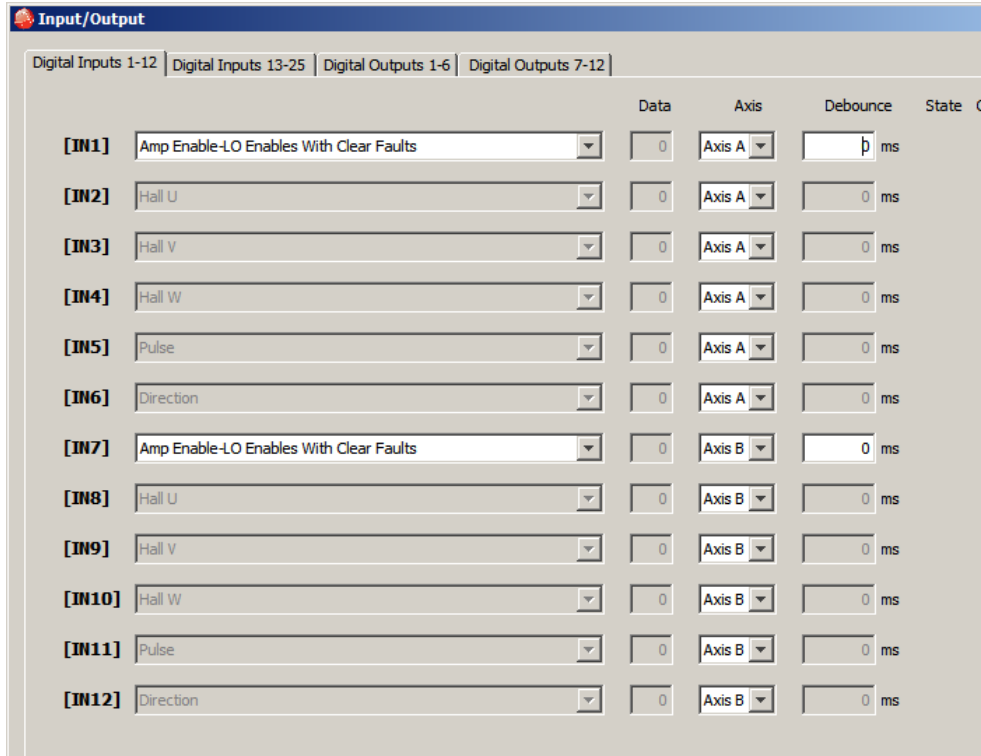 Input/Output
Digital Inputs 1-12 Digital Inputs 13-25 Digital Outputs 1-6 Digital Outputs 7-12
Data Axis Debounce State
[IN1] Amp Enable-LO Enables With Clear Faults 0 Axis A 0 ms
[IN2] Hall U 0 Axis A 0 ms
[IN3] Hall V 0 Axis A 0 ms
[IN4] Hall W 0 Axis A 0 ms
[IN5] Pulse 0 Axis A 0 ms
[IN6] Direction 0 Axis A 0 ms
[IN7] Amp Enable-LO Enables With Clear Faults 0 Axis B 0 ms
[IN8] Hall U 0 Axis B 0 ms
[IN9] Hall V 0 Axis B 0 ms
[IN10] Hall W 0 Axis B 0 ms
[IN11] Pulse 0 Axis B 0 ms
[IN12] Direction 0 Axis B 0 ms